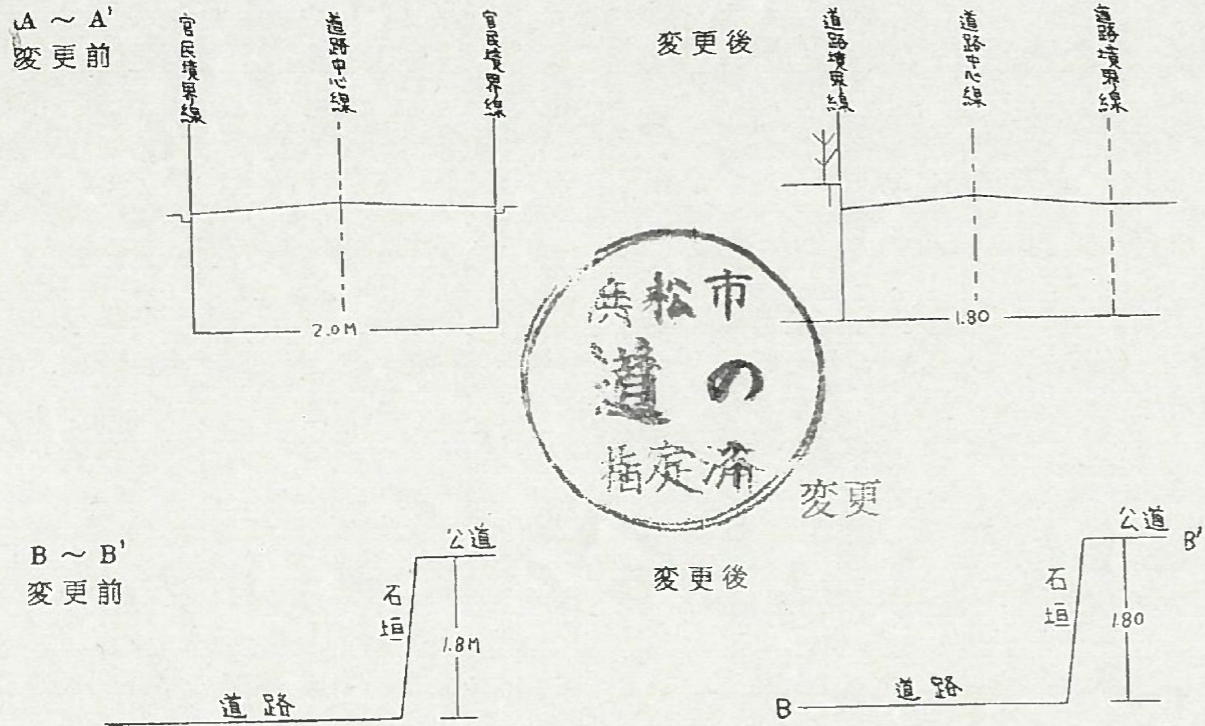 A ～ A'
変更前
官民境界線
道路中心線
官民境界線
2.0M
変更後
道路境界線
道路中心線
道路境界線
1.80
浜松市
道の
指定済
変更
B ～ B'
変更前
公道
石垣
1.8M
道路
変更後
公道
B'
石垣
1.80
B
道路